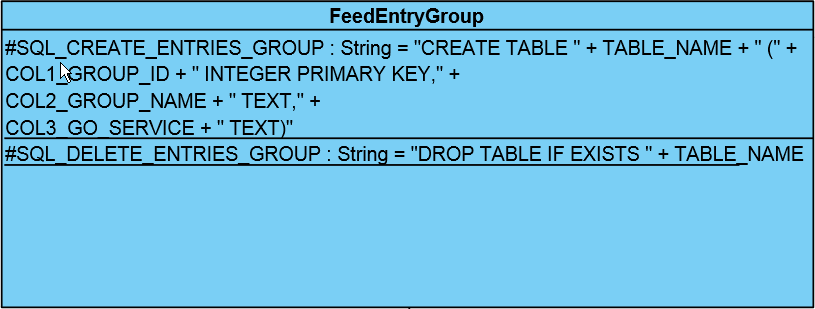 FeedEntryGroup
#SQL_CREATE_ENTRIES_GROUP : String = "CREATE TABLE " + TABLE_NAME + " (" +
COL1_GROUP_ID + " INTEGER PRIMARY KEY," +
COL2_GROUP_NAME + " TEXT," +
COL3_GO_SERVICE + " TEXT)"
#SQL_DELETE_ENTRIES_GROUP : String = "DROP TABLE IF EXISTS " + TABLE_NAME